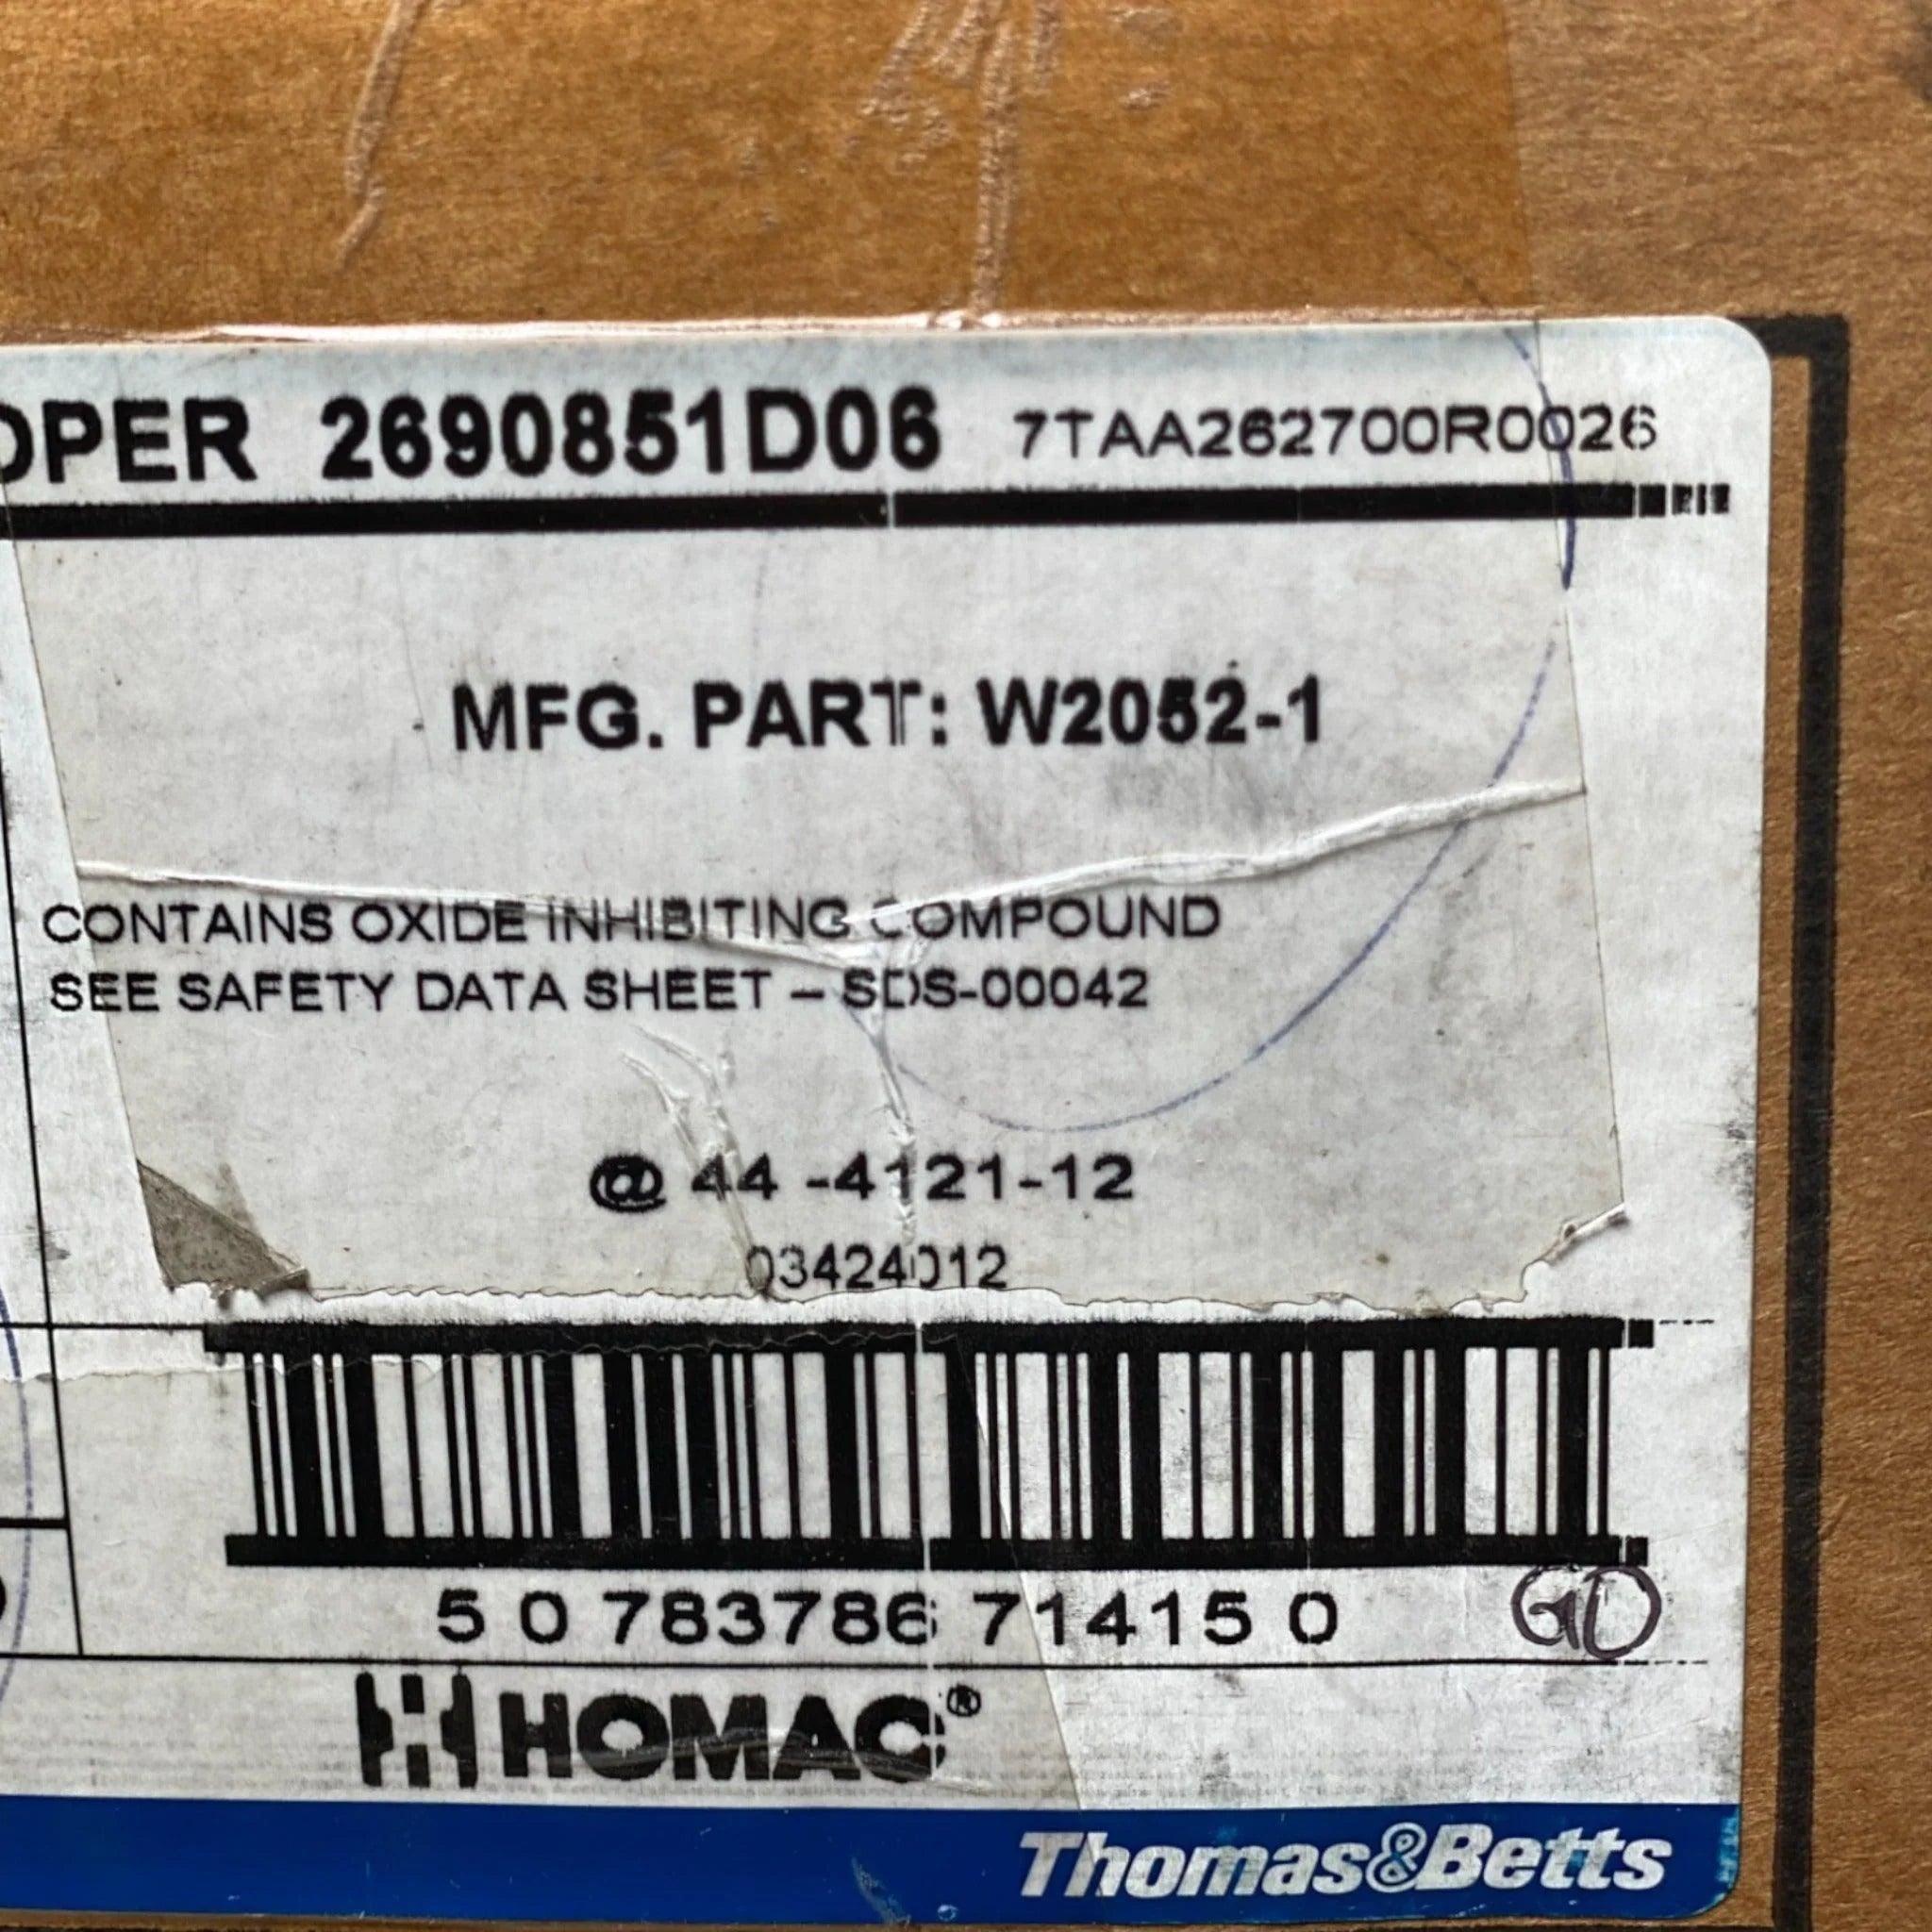 OPER 2690851D06 7TAA262700R0026
MFG. PART: W2052-1
CONTAINS OXIDE INHIBITING COMPOUND
SEE SAFETY DATA SHEET – SDS-00042
@ 44 -4121-12
03424012
5 0 783786 71415 0
HOMAC®
Thomas&Betts